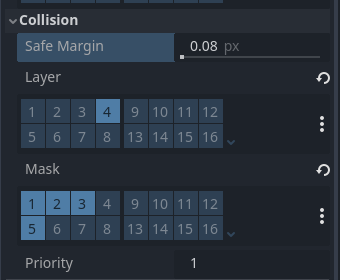 Collision
Safe Margin 0.08 px
Layer
1 2 3 4 9 10 11 12
5 6 7 8 13 14 15 16
Mask
1 2 3 4 9 10 11 12
5 6 7 8 13 14 15 16
Priority 1